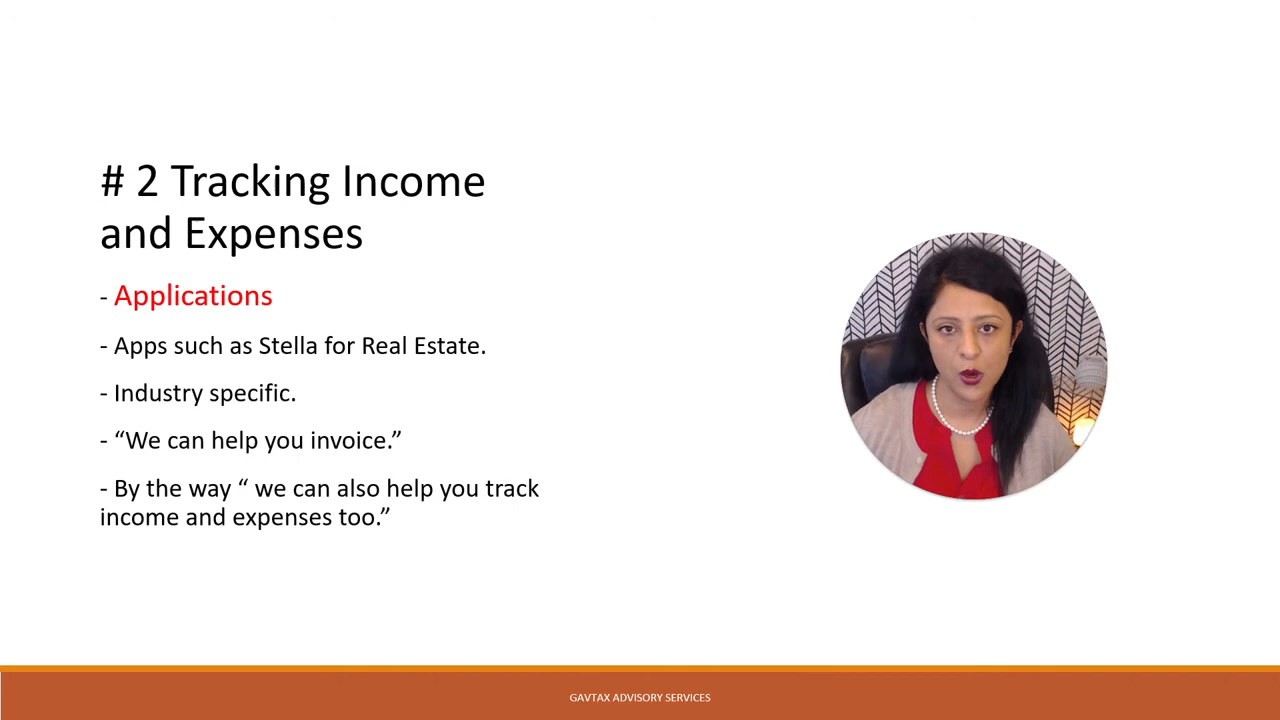 # 2 Tracking Income
and Expenses
- Applications
- Apps such as Stella for Real Estate.
- Industry specific.
- “We can help you invoice.”
- By the way “ we can also help you track
income and expenses too.”
GAVTAX ADVISORY SERVICES